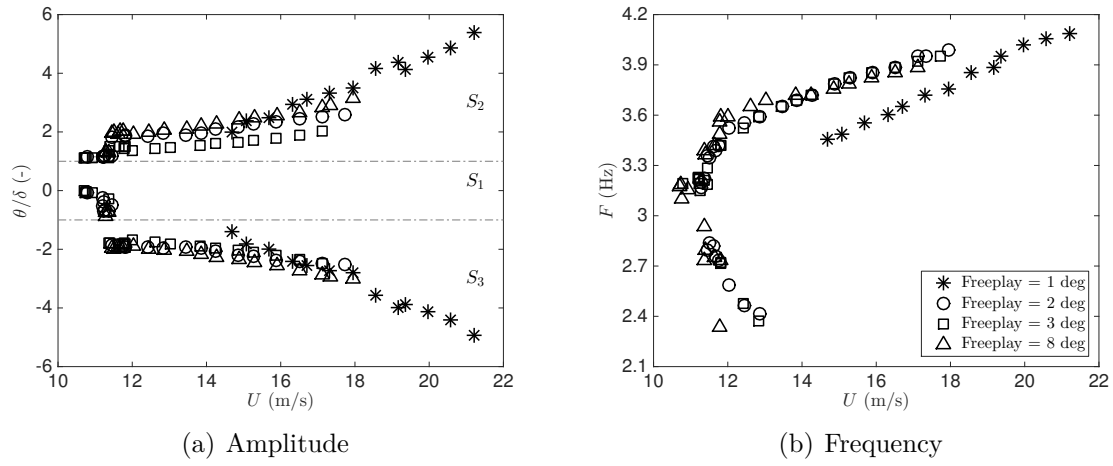 6
4
2
0
-2
-4
-6
θ/δ (-)
S₂
S₁
S₃
10 12 14 16 18 20 22
U (m/s)
(a) Amplitude
4.2
3.9
3.6
3.3
3
2.7
2.4
2.1
F (Hz)
Freeplay = 1 deg
Freeplay = 2 deg
Freeplay = 3 deg
Freeplay = 8 deg
10 12 14 16 18 20 22
U (m/s)
(b) Frequency